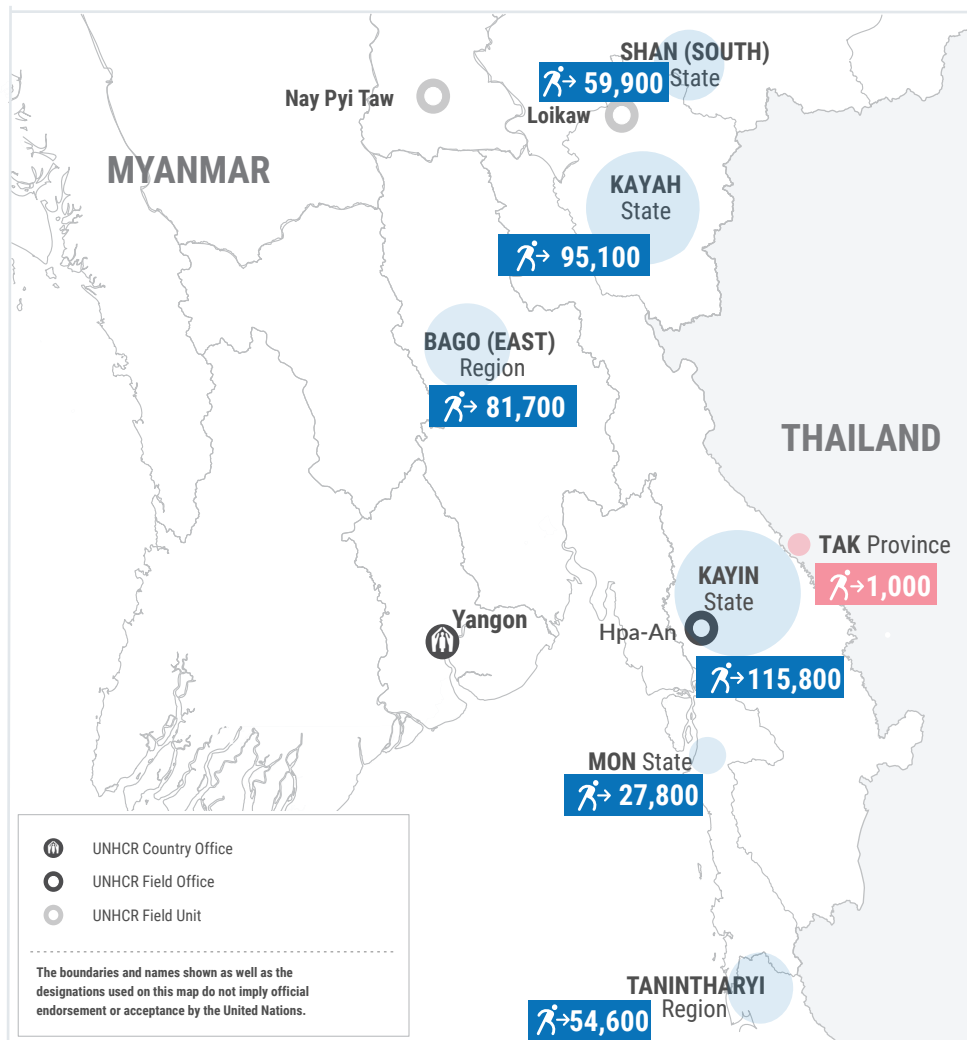 SHAN (SOUTH)
State
59,900
Nay Pyi Taw
Loikaw
MYANMAR
KAYAH
State
95,100
BAGO (EAST)
Region
81,700
THAILAND
TAK Province
1,000
KAYIN
State
Yangon
Hpa-An
115,800
MON State
27,800
UNHCR Country Office
UNHCR Field Office
UNHCR Field Unit
The boundaries and names shown as well as the
designations used on this map do not imply official
endorsement or acceptance by the United Nations.
TANINTHARYI
Region
54,600